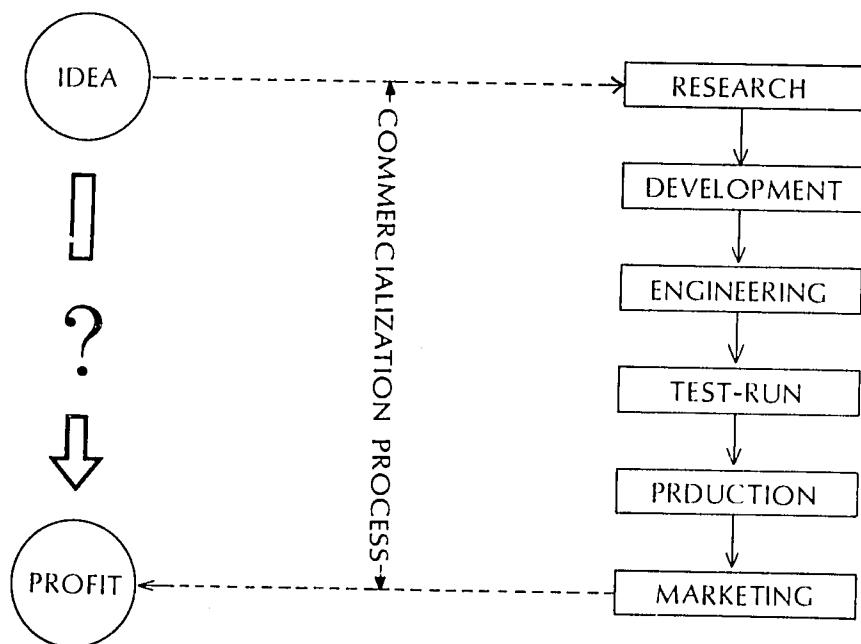 IDEA
RESEARCH
DEVELOPMENT
ENGINEERING
?
TEST-RUN
PRDUCTION
PROFIT
MARKETING
COMMERCIALIZATION PROCESS